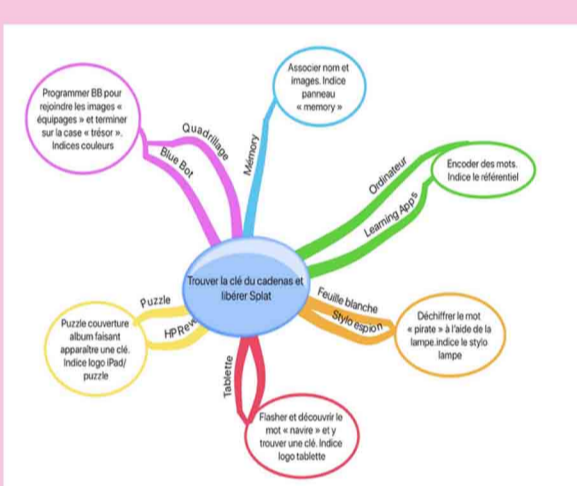 Associer nom et
images. Indice
panneau
« memory »
Programmer BB pour
rejoindre les images «
équipages » et terminer
sur la case « trésor ».
Indices couleurs
Quadrillage
Blue Bot
Mémory
Ordinateur
Learning Apps
Encoder des mots.
Indice le référentiel
Trouver la clé du cadenas et
libérer Splat
Feuille blanche
Stylo espion
Déchiffrer le mot
« pirate » à l'aide de la
lampe.indice le stylo
lampe
Puzzle
HPRev
Puzzle couverture
album faisant
apparaître une clé.
Indice logo iPad/
puzzle
Tablette
Flasher et découvrir le
mot « navire » et y
trouver une clé. Indice
logo tablette